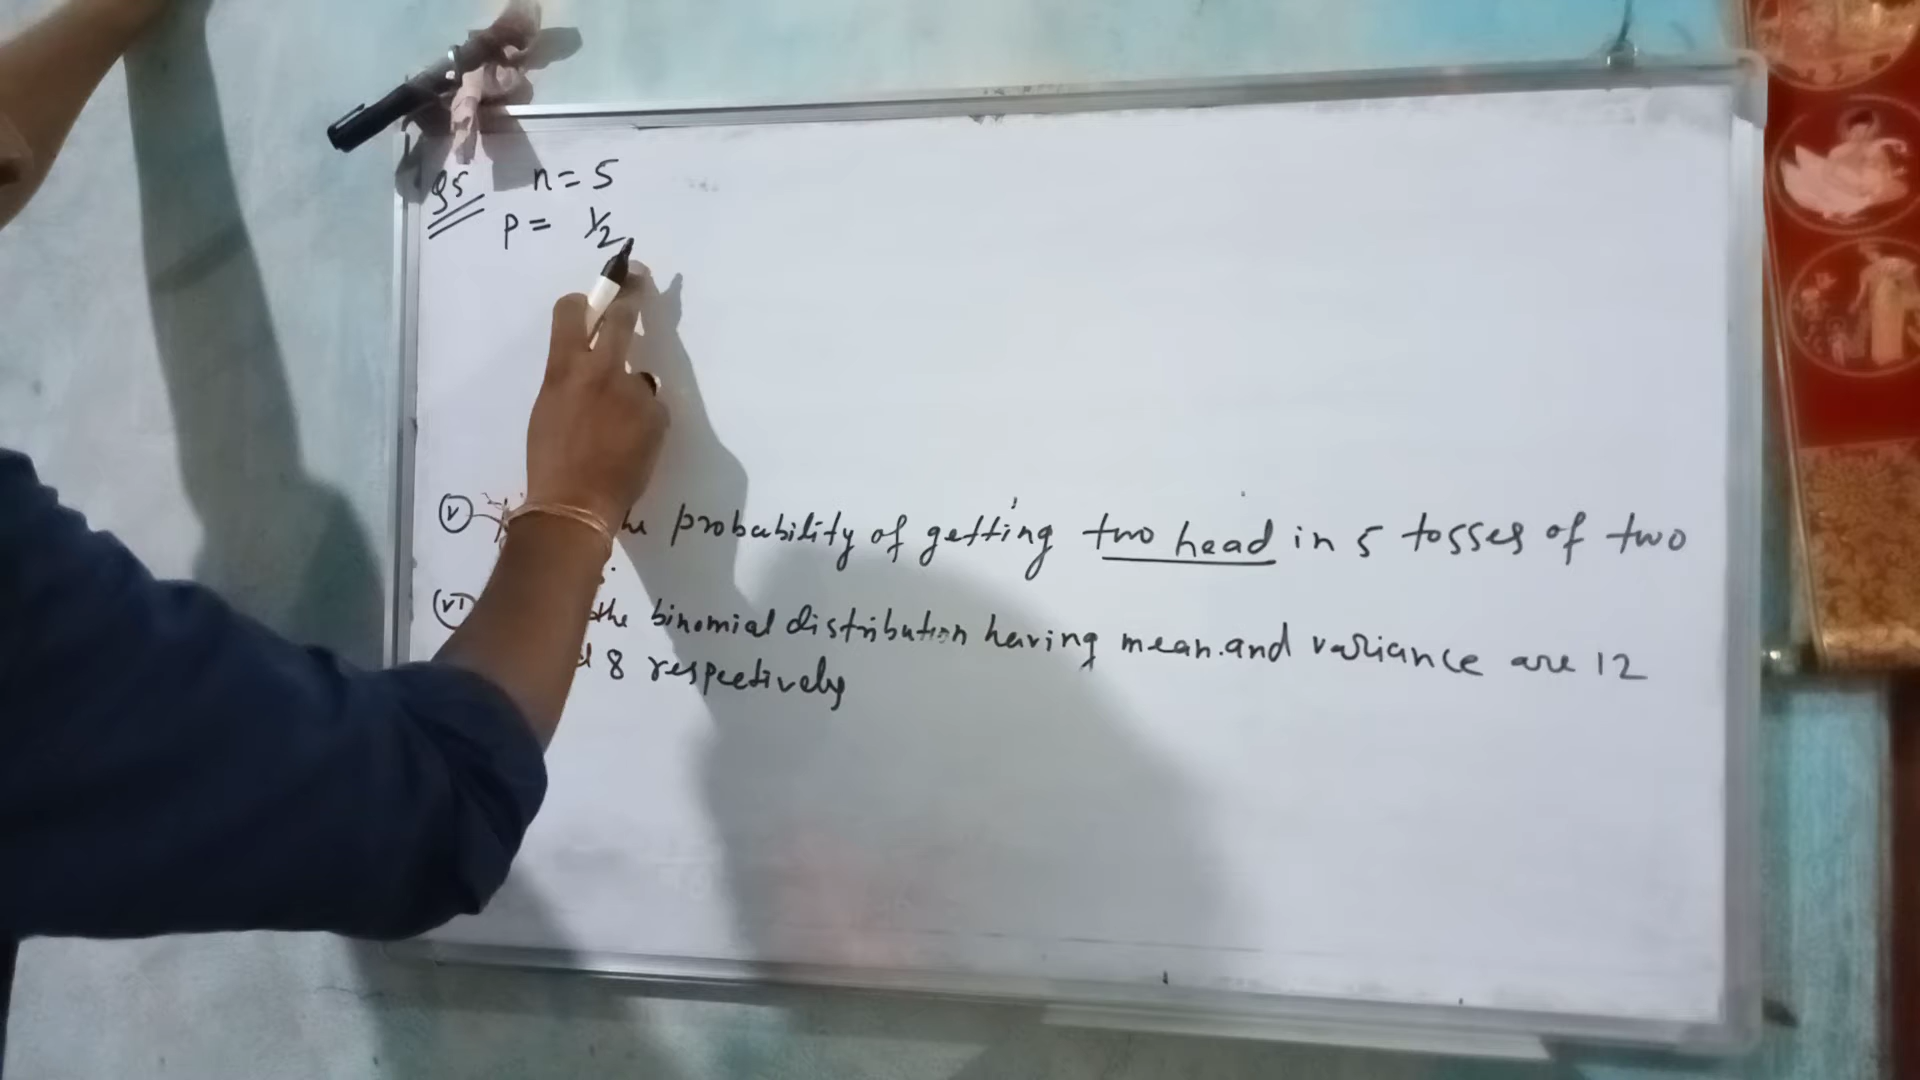 Q5 n = 5
p = 1/2
(v) probability of getting two head in 5 tosses of two
(vi) the binomial distribution having mean and variance are 12
8 respectively